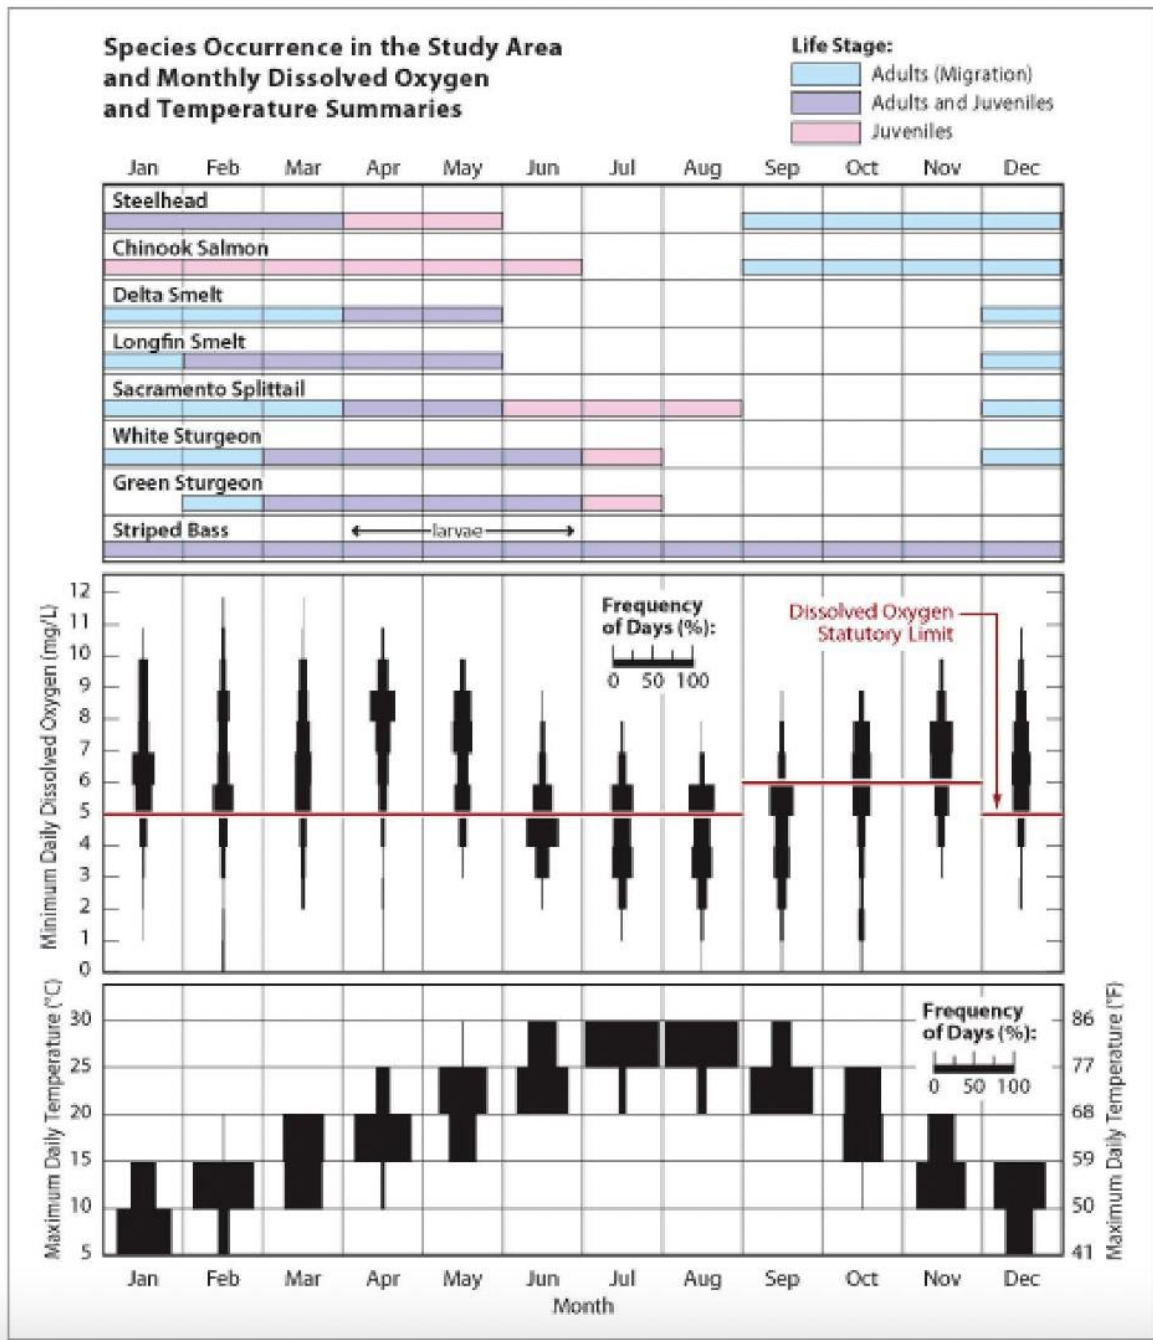 Species Occurrence in the Study Area
and Monthly Dissolved Oxygen
and Temperature Summaries
Life Stage:
Adults (Migration)
Adults and Juveniles
Juveniles
Jan Feb Mar Apr May Jun Jul Aug Sep Oct Nov Dec
Steelhead
Chinook Salmon
Delta Smelt
Longfin Smelt
Sacramento Splittail
White Sturgeon
Green Sturgeon
Striped Bass
larvae
Minimum Daily Dissolved Oxygen (mg/L)
12
11
10
9
8
7
6
5
4
3
2
1
0
Frequency
of Days (%):
0 50 100
Dissolved Oxygen
Statutory Limit
Maximum Daily Temperature (°C)
30
25
20
15
10
5
Frequency
of Days (%):
0 50 100
86
77
68
59
50
41
Maximum Daily Temperature (°F)
Jan Feb Mar Apr May Jun Jul Aug Sep Oct Nov Dec
Month